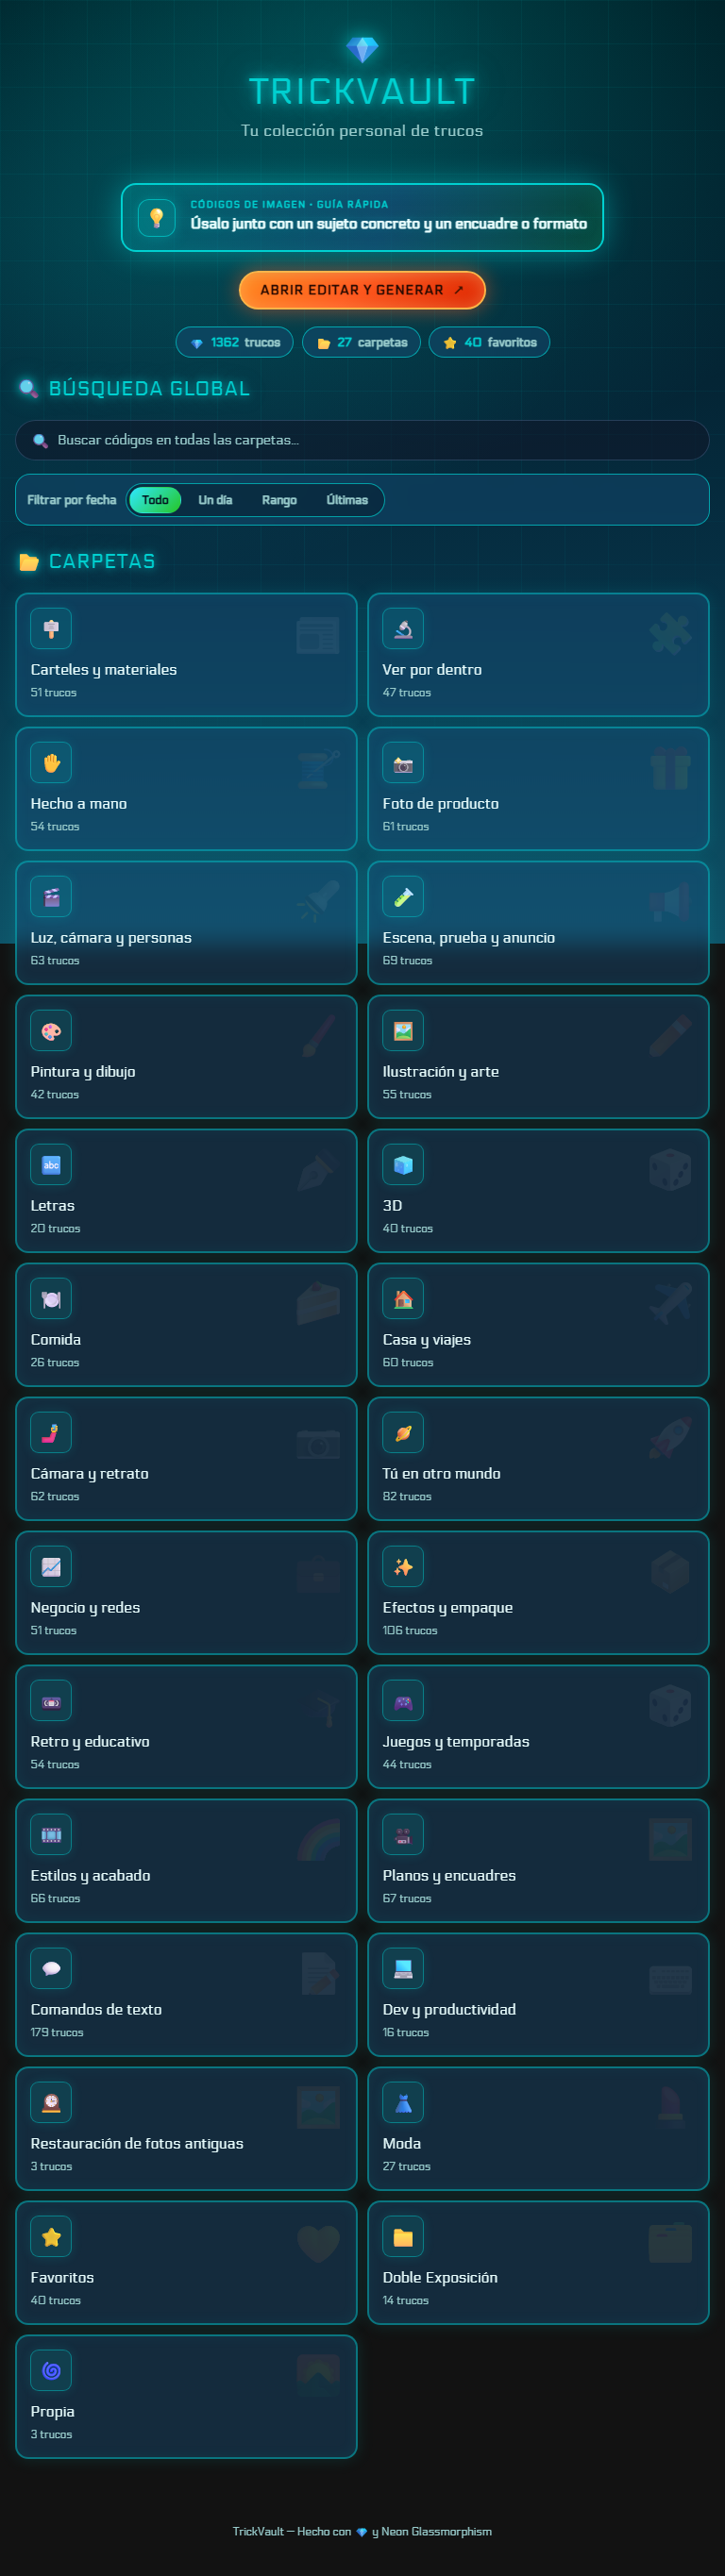 TRICKVAULT
Tu colección personal de trucos
CÓDIGOS DE IMAGEN • GUÍA RÁPIDA
Úsalo junto con un sujeto concreto y un encuadre o formato
ABRIR EDITAR Y GENERAR ↗
1362 trucos 27 carpetas 40 favoritos
BÚSQUEDA GLOBAL
Buscar códigos en todas las carpetas...
Filtrar por fecha Todo Un día Rango Últimas
CARPETAS
Carteles y materiales
51 trucos
Ver por dentro
47 trucos
Hecho a mano
54 trucos
Foto de producto
61 trucos
Luz, cámara y personas
63 trucos
Escena, prueba y anuncio
69 trucos
Pintura y dibujo
42 trucos
Ilustración y arte
55 trucos
abc
Letras
20 trucos
3D
40 trucos
Comida
26 trucos
Casa y viajes
60 trucos
Cámara y retrato
62 trucos
Tú en otro mundo
82 trucos
Negocio y redes
51 trucos
Efectos y empaque
106 trucos
Retro y educativo
54 trucos
Juegos y temporadas
44 trucos
Estilos y acabado
66 trucos
Planos y encuadres
67 trucos
Comandos de texto
179 trucos
Dev y productividad
16 trucos
Restauración de fotos antiguas
3 trucos
Moda
27 trucos
Favoritos
40 trucos
Doble Exposición
14 trucos
Propia
3 trucos
TrickVault — Hecho con 💎 y Neon Glassmorphism